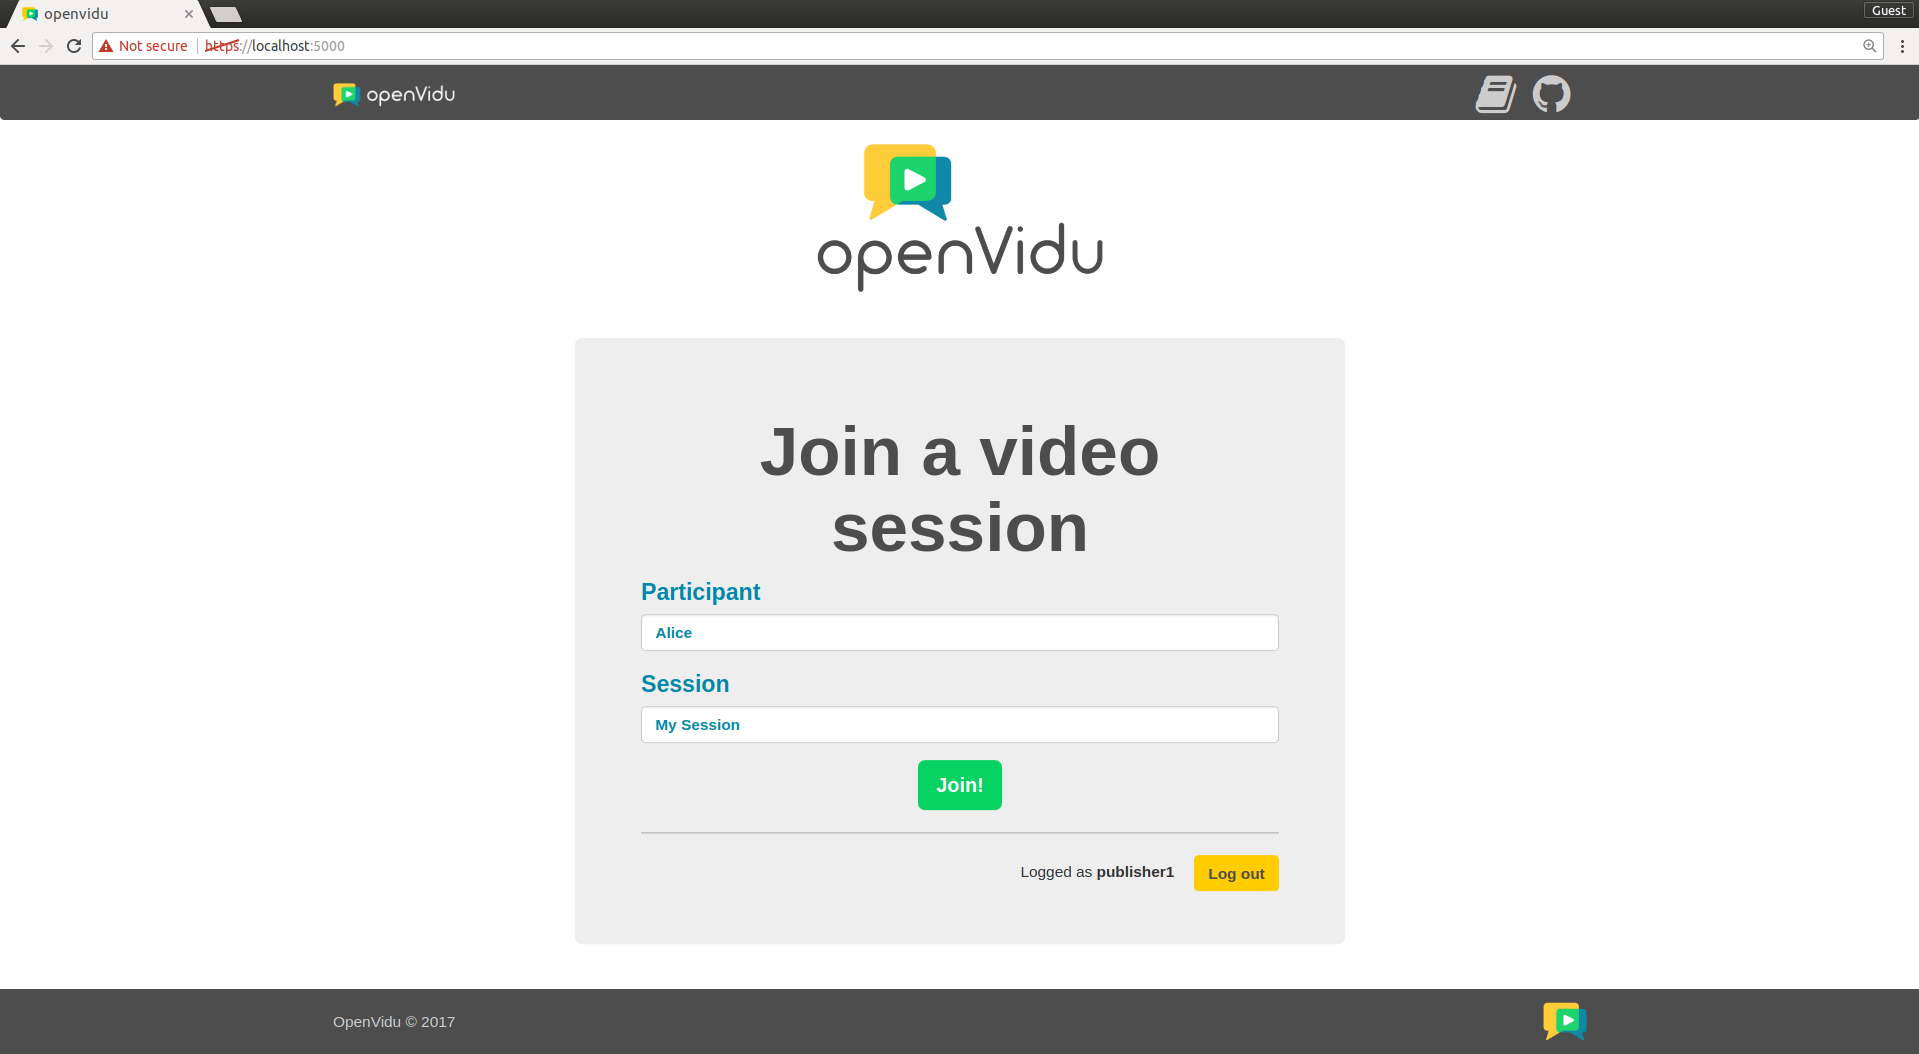 openvidu
Guest
Not secure https://localhost:5000
openVidu
openVidu
Join a video
session
Participant
Alice
Session
My Session
Join!
Logged as publisher1 Log out
OpenVidu © 2017